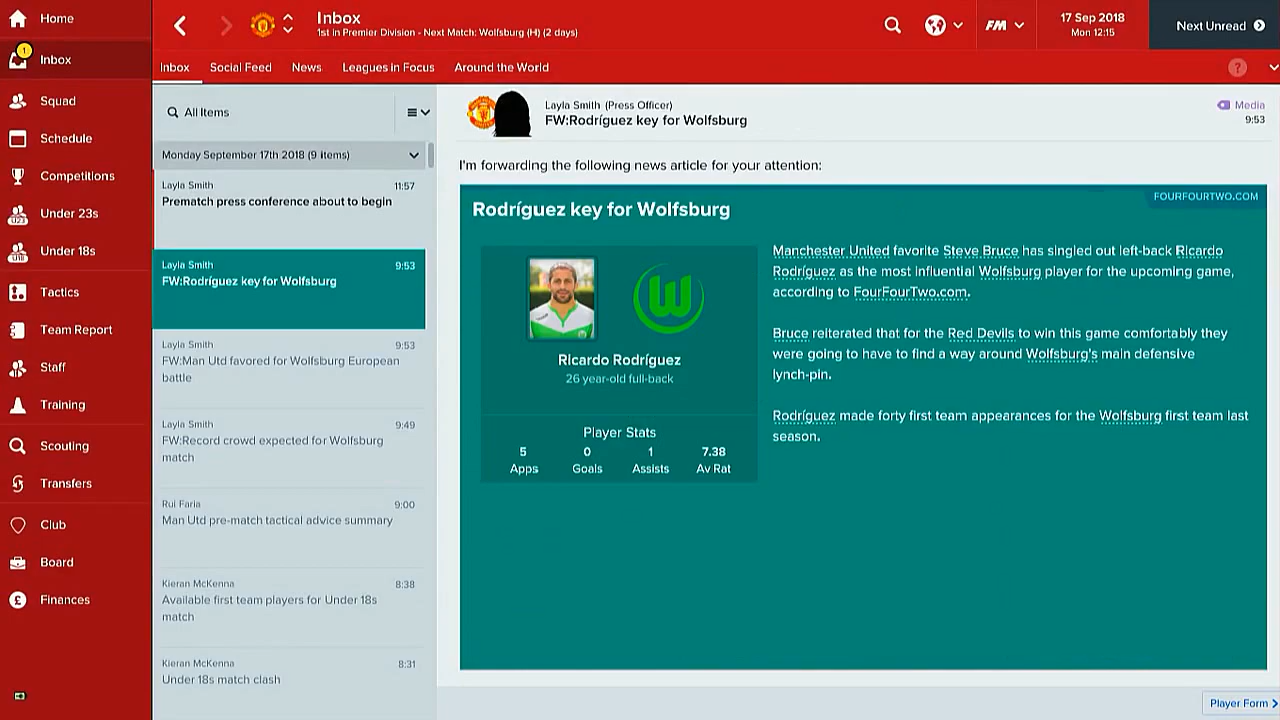 Home
Inbox
1st in Premier Division - Next Match: Wolfsburg (H) (2 days)
FM
17 Sep 2018
Mon 12:15
Next Unread
1
Inbox
Inbox
Social Feed
News
Leagues in Focus
Around the World
?
Squad
Schedule
Competitions
Under 23s
Under 18s
Tactics
Team Report
Staff
Training
Scouting
Transfers
Club
Board
Finances
All Items
Monday September 17th 2018 (9 Items)
Layla Smith 11:57
Prematch press conference about to begin
Layla Smith 9:53
FW:Rodríguez key for Wolfsburg
Layla Smith 9:53
FW:Man Utd favored for Wolfsburg European
battle
Layla Smith 9:49
FW:Record crowd expected for Wolfsburg
match
Rui Faria 9:00
Man Utd pre-match tactical advice summary
Kieran McKenna 8:38
Available first team players for Under 18s
match
Kieran McKenna 8:31
Under 18s match clash
Layla Smith (Press Officer)
FW:Rodríguez key for Wolfsburg
Media
9:53
I'm forwarding the following news article for your attention:
FOURFOURTWO.COM
Rodríguez key for Wolfsburg
Ricardo Rodríguez
26 year-old full-back
Player Stats
5 0 1 7.38
Apps Goals Assists Av Rat
Manchester United favorite Steve Bruce has singled out left-back Ricardo
Rodríguez as the most influential Wolfsburg player for the upcoming game,
according to FourFourTwo.com.
Bruce reiterated that for the Red Devils to win this game comfortably they
were going to have to find a way around Wolfsburg's main defensive
lynch-pin.
Rodríguez made forty first team appearances for the Wolfsburg first team last
season.
Player Form